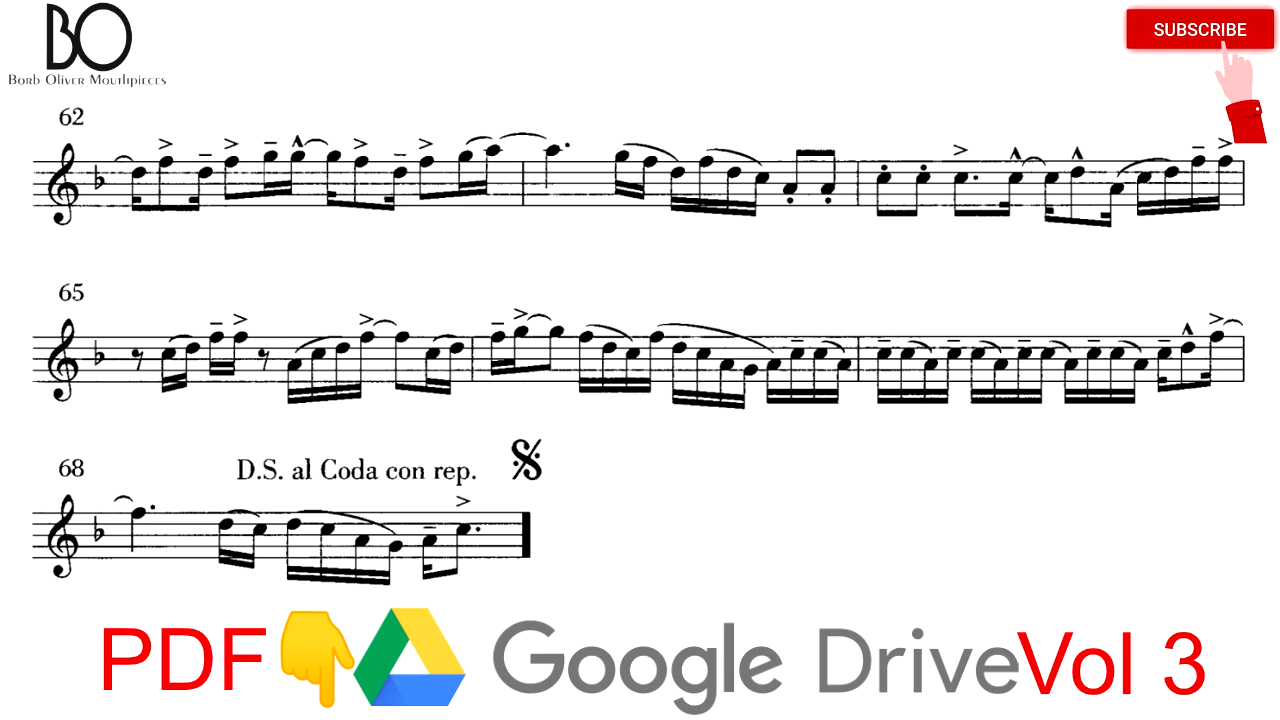 BO
SUBSCRIBE
Borb Oliver Mouthpieces
62
65
68
D.S. al Coda con rep.
PDF Google Drive Vol 3